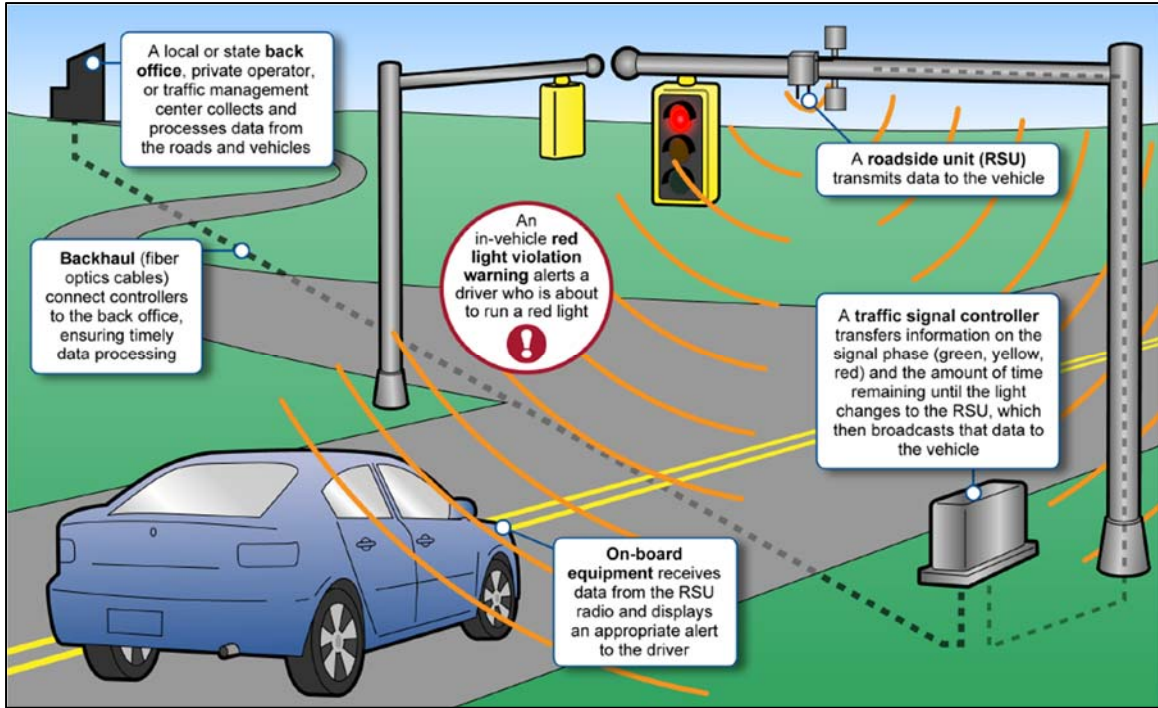 A local or state back
office, private operator,
or traffic management
center collects and
processes data from
the roads and vehicles
A roadside unit (RSU)
transmits data to the vehicle
An
in-vehicle red
light violation
warning alerts a
driver who is about
to run a red light
!
Backhaul (fiber
optics cables)
connect controllers
to the back office,
ensuring timely
data processing
A traffic signal controller
transfers information on the
signal phase (green, yellow,
red) and the amount of time
remaining until the light
changes to the RSU, which
then broadcasts that data to
the vehicle
On-board
equipment receives
data from the RSU
radio and displays
an appropriate alert
to the driver